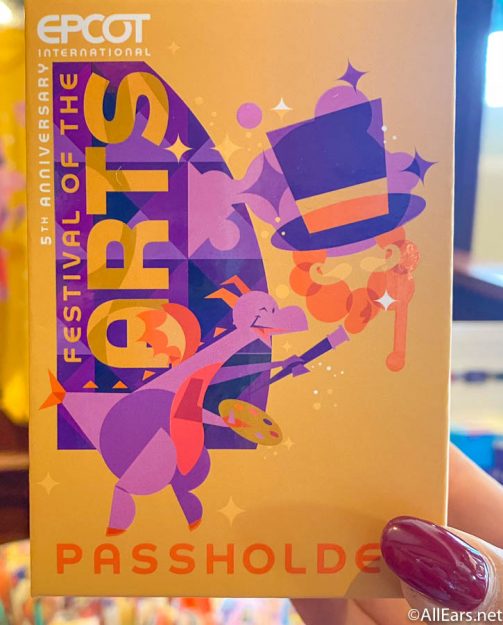 EPCOT
INTERNATIONAL
5TH ANNIVERSARY
FESTIVAL OF THE
ARTS
PASSHOLDE
©AllEars.net